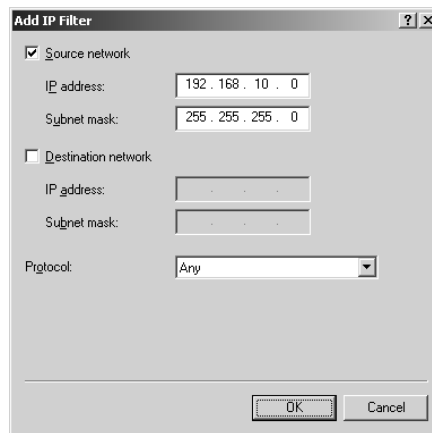 Add IP Filter
Source network
IP address: 192 . 168 . 10 . 0
Subnet mask: 255 . 255 . 255 . 0
Destination network
IP address: . . .
Subnet mask: . . .
Protocol: Any
OK Cancel